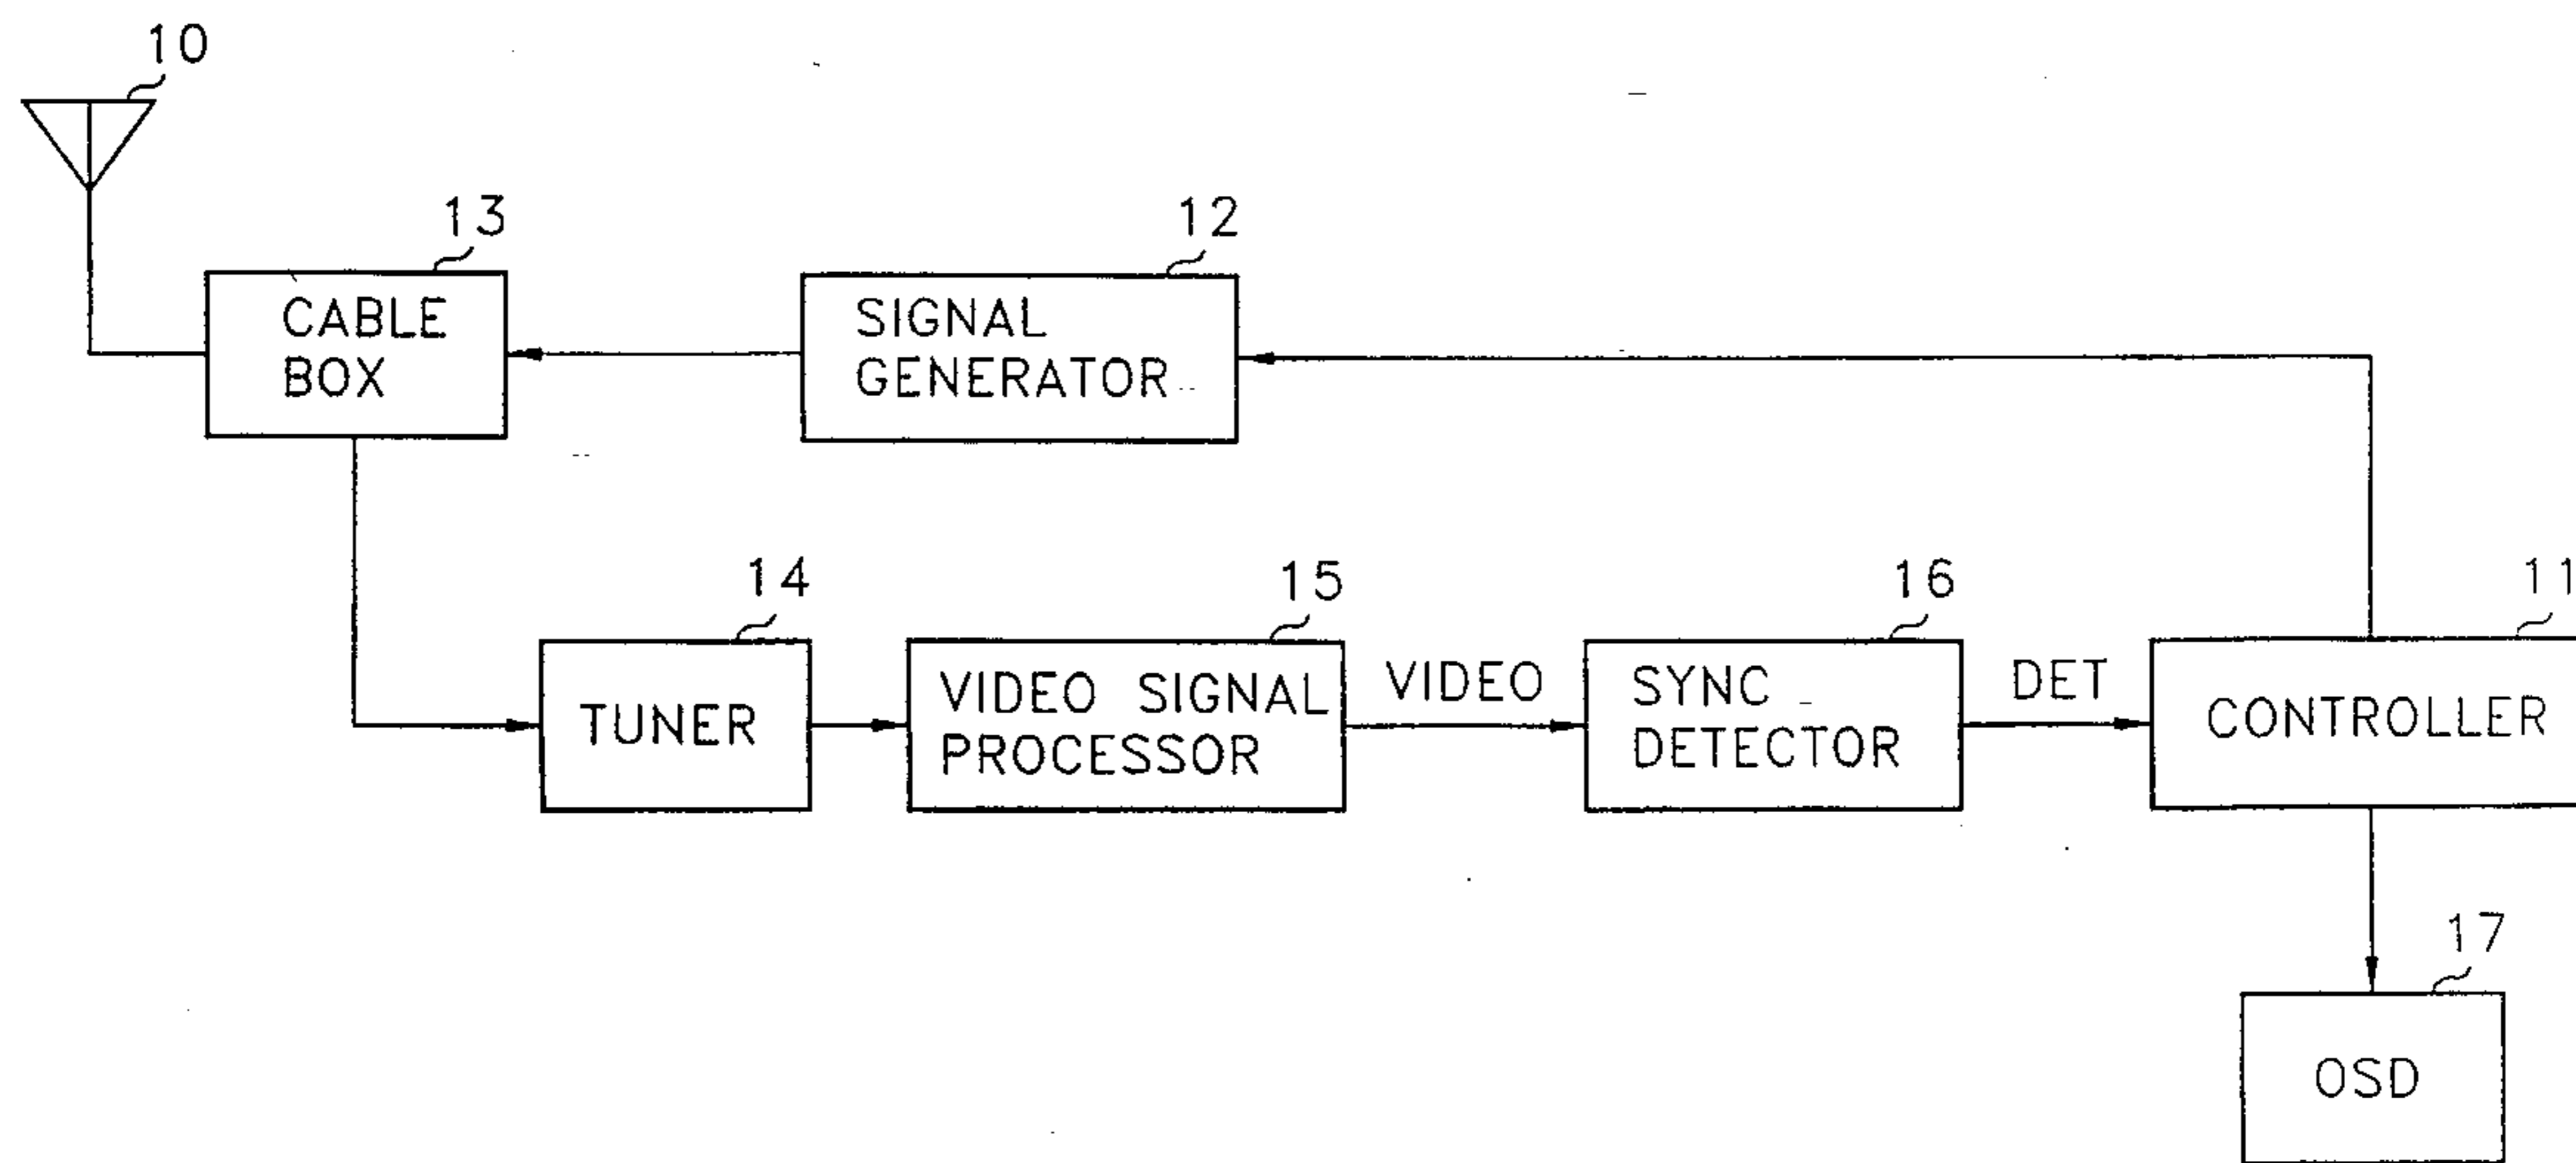 10
13
CABLE
BOX
12
SIGNAL
GENERATOR
14
TUNER
15
VIDEO SIGNAL
PROCESSOR
VIDEO
16
SYNC
DETECTOR
DET
11
CONTROLLER
17
OSD